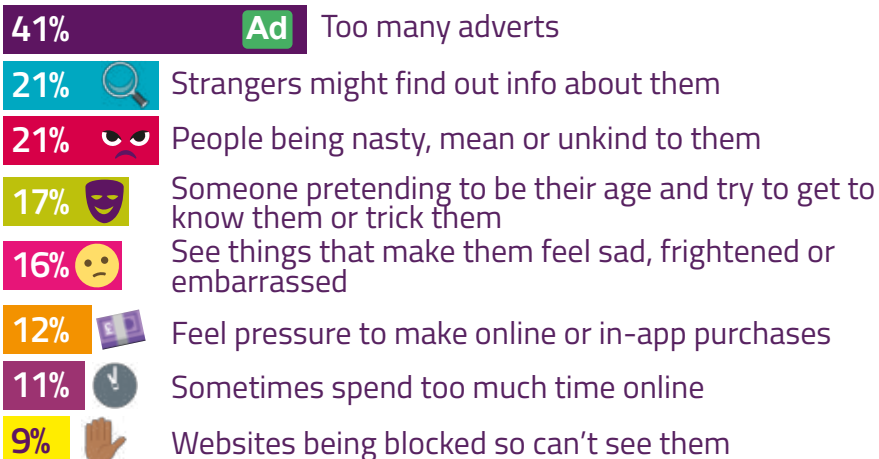 41% Ad Too many adverts
21% Strangers might find out info about them
21% People being nasty, mean or unkind to them
17% Someone pretending to be their age and try to get to
know them or trick them
16% See things that make them feel sad, frightened or
embarrassed
12% Feel pressure to make online or in-app purchases
11% Sometimes spend too much time online
9% Websites being blocked so can't see them